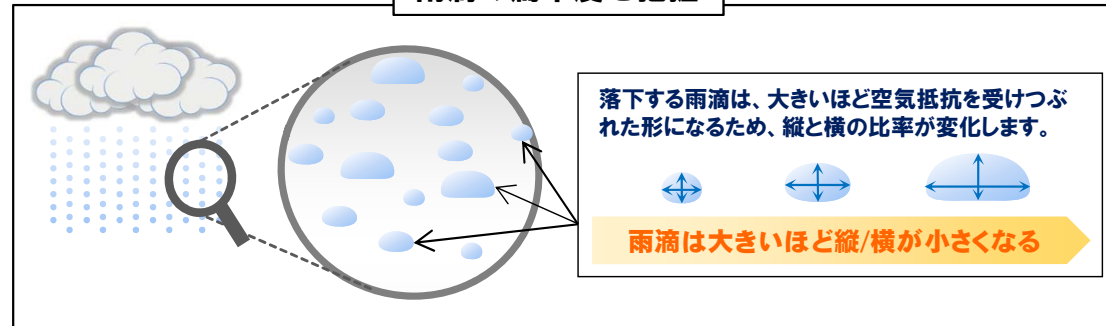 落下する雨滴は、大きいほど空気抵抗を受けつぶ
れた形になるため、縦と横の比率が変化します。
雨滴は大きいほど縦/横が小さくなる